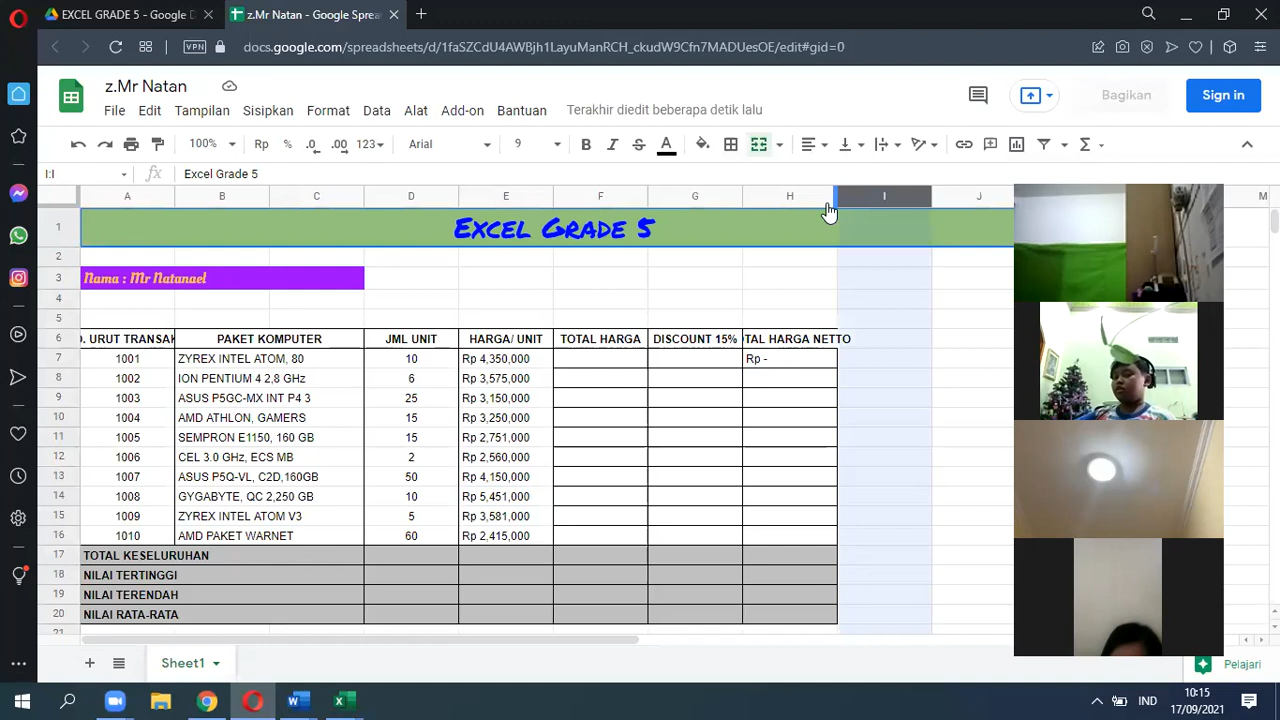 EXCEL GRADE 5 - Google D
z.Mr Natan - Google Sprea
VPN docs.google.com/spreadsheets/d/1faSZCdU4AWBjh1LayuManRCH_ckudW9Cfn7MADUesOE/edit#gid=0
z.Mr Natan
File Edit Tampilan Sisipkan Format Data Alat Add-on Bantuan Terakhir diedit beberapa detik lalu
Bagikan Sign in
100% Rp % .0 .00 123 Arial 9 B I S A
I:I fx Excel Grade 5
A B C D E F G H I J M
1 Excel Grade 5
2
3 Nama : Mr Natanael
4
5
6 . URUT TRANSAK PAKET KOMPUTER JML UNIT HARGA/ UNIT TOTAL HARGA DISCOUNT 15% OTAL HARGA NETTO
7 1001 ZYREX INTEL ATOM, 80 10 Rp 4,350,000 Rp -
8 1002 ION PENTIUM 4 2,8 GHz 6 Rp 3,575,000
9 1003 ASUS P5GC-MX INT P4 3 25 Rp 3,150,000
10 1004 AMD ATHLON, GAMERS 15 Rp 3,250,000
11 1005 SEMPRON E1150, 160 GB 15 Rp 2,751,000
12 1006 CEL 3.0 GHz, ECS MB 2 Rp 2,560,000
13 1007 ASUS P5Q-VL, C2D,160GB 50 Rp 4,150,000
14 1008 GYGABYTE, QC 2,250 GB 10 Rp 5,451,000
15 1009 ZYREX INTEL ATOM V3 5 Rp 3,581,000
16 1010 AMD PAKET WARNET 60 Rp 2,415,000
17 TOTAL KESELURUHAN
18 NILAI TERTINGGI
19 NILAI TERENDAH
20 NILAI RATA-RATA
21
Sheet1 Pelajari
IND 10:15
17/09/2021